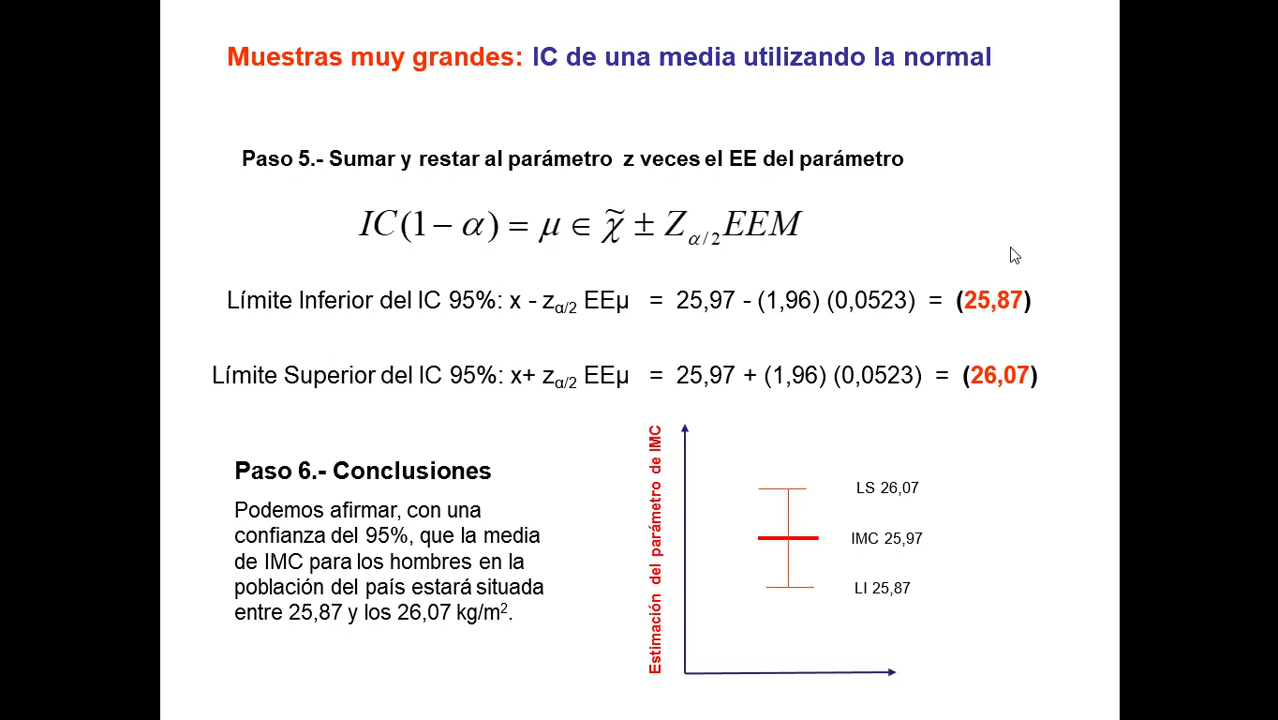 Muestras muy grandes: IC de una media utilizando la normal
Paso 5.- Sumar y restar al parámetro z veces el EE del parámetro
IC(1 − α) = μ ∈ χ̃ ± Z_{α/2} EEM
Límite Inferior del IC 95%: x - z_{α/2} EEμ = 25,97 - (1,96) (0,0523) = (25,87)
Límite Superior del IC 95%: x+ z_{α/2} EEμ = 25,97 + (1,96) (0,0523) = (26,07)
Paso 6.- Conclusiones
Podemos afirmar, con una
confianza del 95%, que la media
de IMC para los hombres en la
población del país estará situada
entre 25,87 y los 26,07 kg/m².
Estimación del parámetro de IMC
LS 26,07
IMC 25,97
LI 25,87